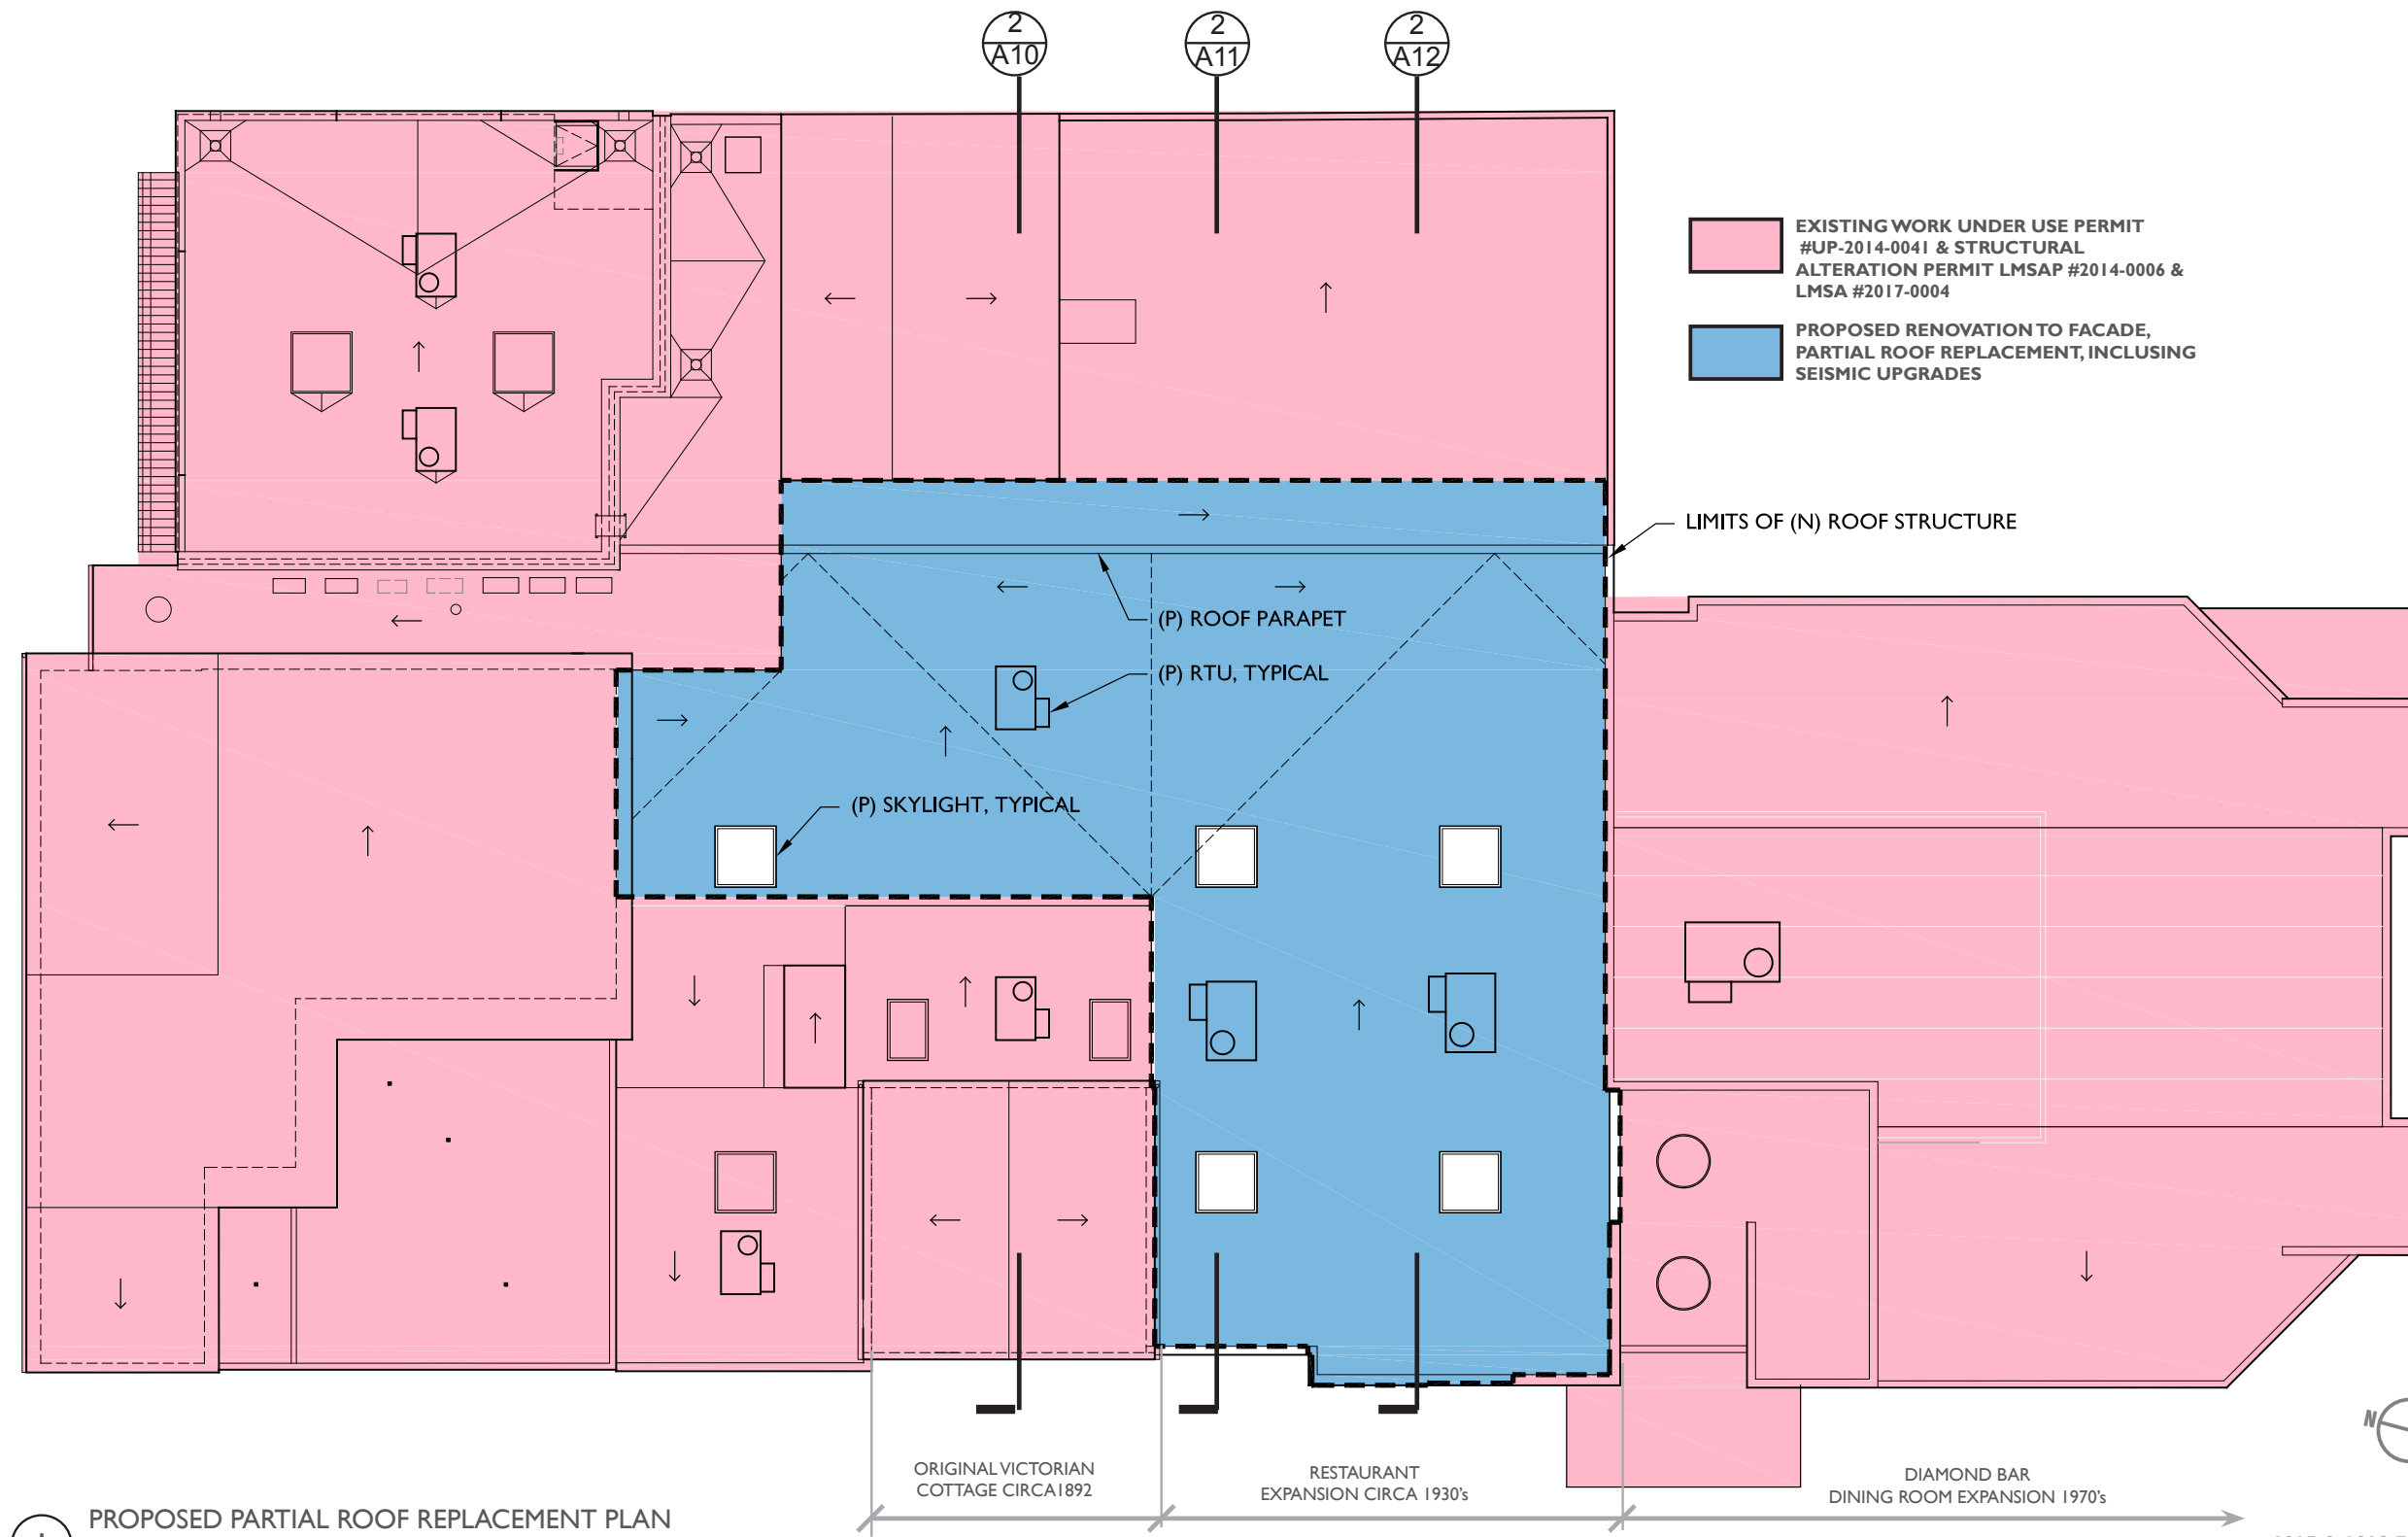 2
A10
2
A11
2
A12
EXISTING WORK UNDER USE PERMIT
#UP-2014-0041 & STRUCTURAL
ALTERATION PERMIT LMSAP #2014-0006 &
LMSA #2017-0004
PROPOSED RENOVATION TO FACADE,
PARTIAL ROOF REPLACEMENT, INCLUSING
SEISMIC UPGRADES
LIMITS OF (N) ROOF STRUCTURE
(P) ROOF PARAPET
(P) RTU, TYPICAL
(P) SKYLIGHT, TYPICAL
N
ORIGINAL VICTORIAN
COTTAGE CIRCA1892
RESTAURANT
EXPANSION CIRCA 1930's
DIAMOND BAR
DINING ROOM EXPANSION 1970's
PROPOSED PARTIAL ROOF REPLACEMENT PLAN